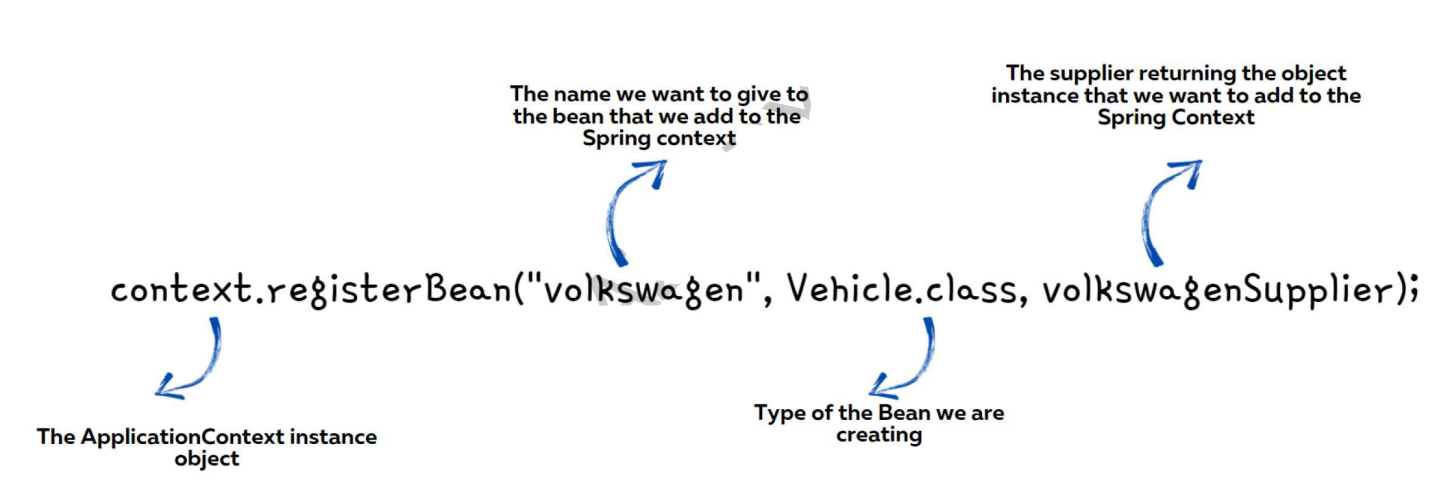 The name we want to give to
the bean that we add to the
Spring context
The supplier returning the object
instance that we want to add to the
Spring Context
context.registerBean("volkswagen", Vehicle.class, volkswagenSupplier);
The ApplicationContext instance
object
Type of the Bean we are
creating